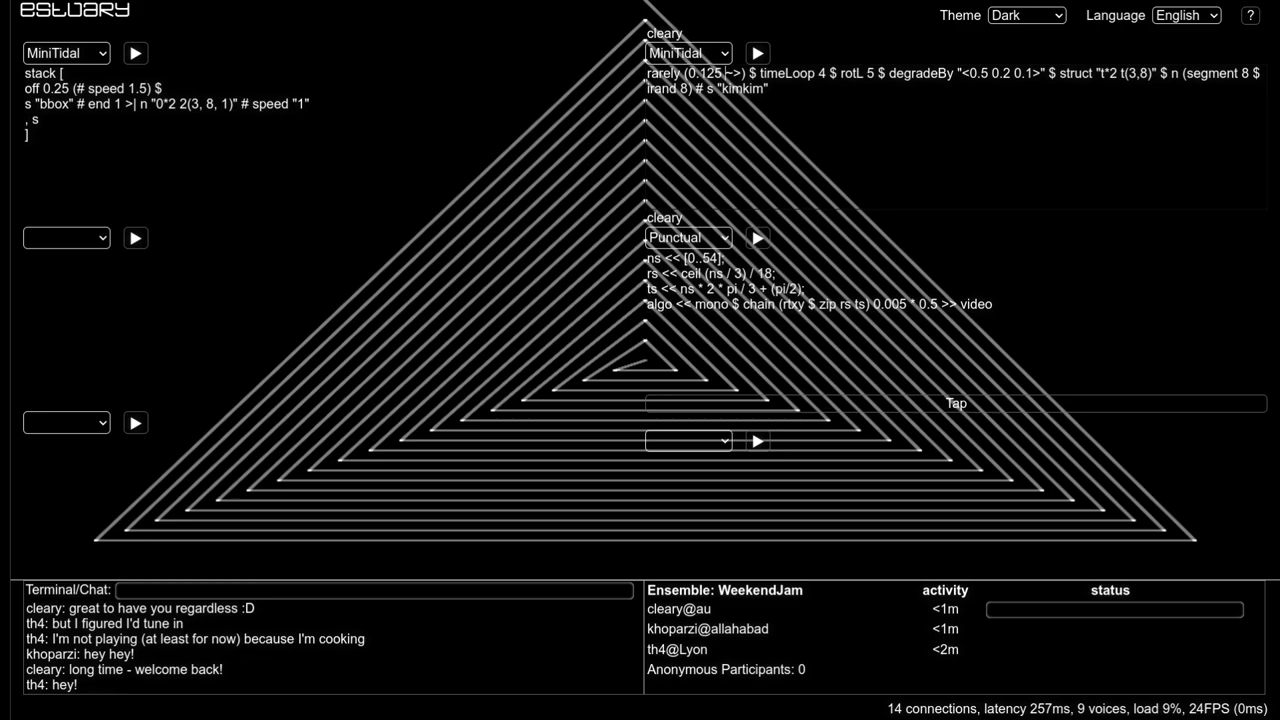 estuary
Theme Dark Language English ?
MiniTidal
stack [
off 0.25 (# speed 1.5) $
s "bbox" # end 1 >| n "0*2 2(3, 8, 1)" # speed "1"
, s
]
cleary
MiniTidal
rarely (0.125 ~>) $ timeLoop 4 $ rotL 5 $ degradeBy "<0.5 0.2 0.1>" $ struct "t*2 t(3,8)" $ n (segment 8 $
irand 8) # s "kimkim"
cleary
Punctual
ns << [0..54];
rs << ceil (ns / 3) / 18;
ts << ns * 2 * pi / 3 + (pi/2);
algo << mono $ chain (rtxy $ zip rs ts) 0.005 * 0.5 >> video
Tap
Terminal/Chat:
cleary: great to have you regardless :D
th4: but I figured I'd tune in
th4: I'm not playing (at least for now) because I'm cooking
khoparzi: hey hey!
cleary: long time - welcome back!
th4: hey!
Ensemble: WeekendJam activity status
cleary@au <1m
khoparzi@allahabad <1m
th4@Lyon <2m
Anonymous Participants: 0
14 connections, latency 257ms, 9 voices, load 9%, 24FPS (0ms)